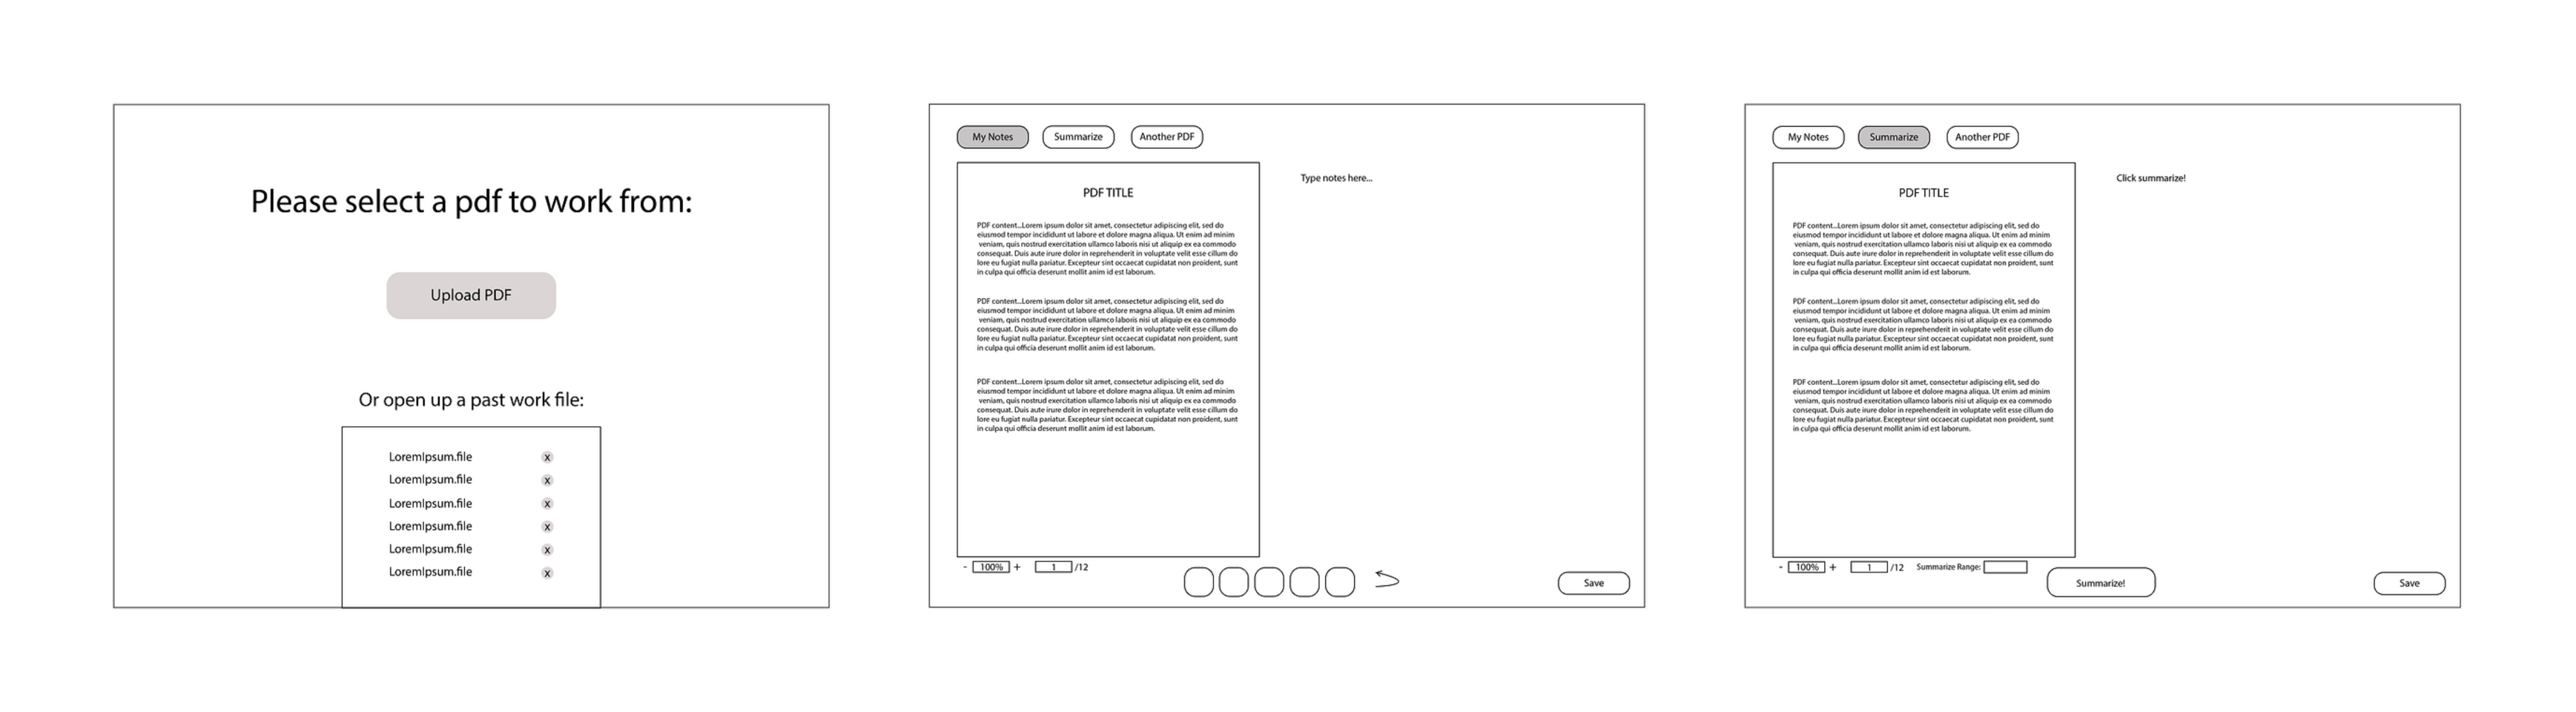 Please select a pdf to work from:
Upload PDF
Or open up a past work file:
LoremIpsum.file x
LoremIpsum.file x
LoremIpsum.file x
LoremIpsum.file x
LoremIpsum.file x
LoremIpsum.file x
My Notes Summarize Another PDF
PDF TITLE
PDF content...Lorem ipsum dolor sit amet, consectetur adipiscing elit, sed do
eiusmod tempor incididunt ut labore et dolore magna aliqua. Ut enim ad minim
veniam, quis nostrud exercitation ullamco laboris nisi ut aliquip ex ea commodo
consequat. Duis aute irure dolor in reprehenderit in voluptate velit esse cillum do
lore eu fugiat nulla pariatur. Excepteur sint occaecat cupidatat non proident, sunt
in culpa qui officia deserunt mollit anim id est laborum.
PDF content...Lorem ipsum dolor sit amet, consectetur adipiscing elit, sed do
eiusmod tempor incididunt ut labore et dolore magna aliqua. Ut enim ad minim
veniam, quis nostrud exercitation ullamco laboris nisi ut aliquip ex ea commodo
consequat. Duis aute irure dolor in reprehenderit in voluptate velit esse cillum do
lore eu fugiat nulla pariatur. Excepteur sint occaecat cupidatat non proident, sunt
in culpa qui officia deserunt mollit anim id est laborum.
PDF content...Lorem ipsum dolor sit amet, consectetur adipiscing elit, sed do
eiusmod tempor incididunt ut labore et dolore magna aliqua. Ut enim ad minim
veniam, quis nostrud exercitation ullamco laboris nisi ut aliquip ex ea commodo
consequat. Duis aute irure dolor in reprehenderit in voluptate velit esse cillum do
lore eu fugiat nulla pariatur. Excepteur sint occaecat cupidatat non proident, sunt
in culpa qui officia deserunt mollit anim id est laborum.
Type notes here...
- 100% + 1 /12
Save
My Notes Summarize Another PDF
PDF TITLE
PDF content...Lorem ipsum dolor sit amet, consectetur adipiscing elit, sed do
eiusmod tempor incididunt ut labore et dolore magna aliqua. Ut enim ad minim
veniam, quis nostrud exercitation ullamco laboris nisi ut aliquip ex ea commodo
consequat. Duis aute irure dolor in reprehenderit in voluptate velit esse cillum do
lore eu fugiat nulla pariatur. Excepteur sint occaecat cupidatat non proident, sunt
in culpa qui officia deserunt mollit anim id est laborum.
PDF content...Lorem ipsum dolor sit amet, consectetur adipiscing elit, sed do
eiusmod tempor incididunt ut labore et dolore magna aliqua. Ut enim ad minim
veniam, quis nostrud exercitation ullamco laboris nisi ut aliquip ex ea commodo
consequat. Duis aute irure dolor in reprehenderit in voluptate velit esse cillum do
lore eu fugiat nulla pariatur. Excepteur sint occaecat cupidatat non proident, sunt
in culpa qui officia deserunt mollit anim id est laborum.
PDF content...Lorem ipsum dolor sit amet, consectetur adipiscing elit, sed do
eiusmod tempor incididunt ut labore et dolore magna aliqua. Ut enim ad minim
veniam, quis nostrud exercitation ullamco laboris nisi ut aliquip ex ea commodo
consequat. Duis aute irure dolor in reprehenderit in voluptate velit esse cillum do
lore eu fugiat nulla pariatur. Excepteur sint occaecat cupidatat non proident, sunt
in culpa qui officia deserunt mollit anim id est laborum.
Click summarize!
- 100% + 1 /12 Summarize Range:
Summarize!
Save